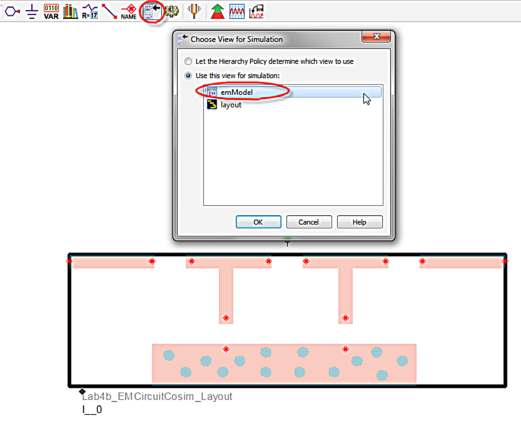 0110
VAR
R=17
NAME
Choose View for Simulation
Let the Hierarchy Policy determine which view to use
Use this view for simulation:
emModel
layout
OK
Cancel
Help
T
Lab4b_EMCircuitCosim_Layout
I__0